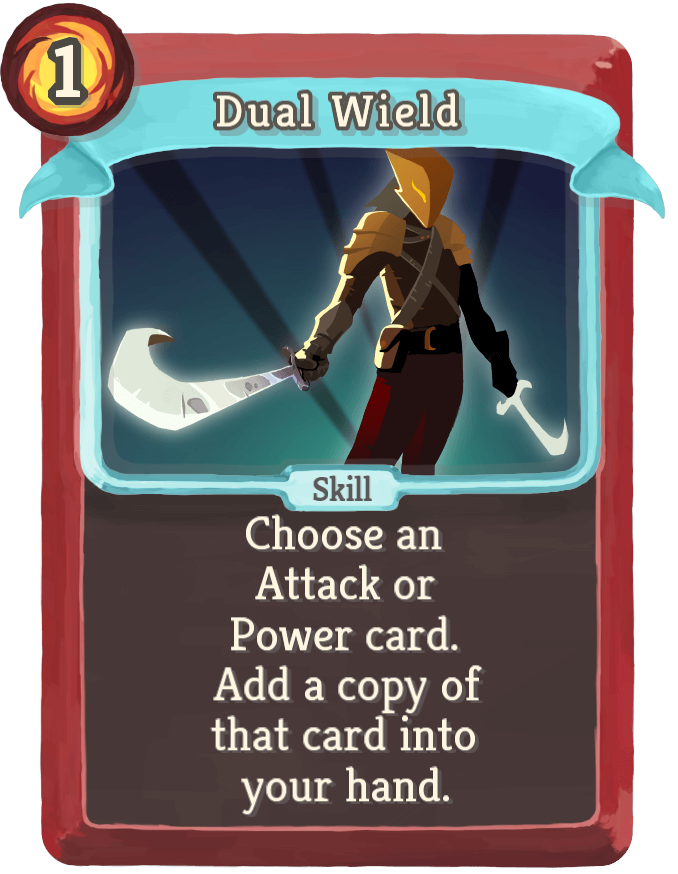 1
Dual Wield
Skill
Choose an
Attack or
Power card.
Add a copy of
that card into
your hand.